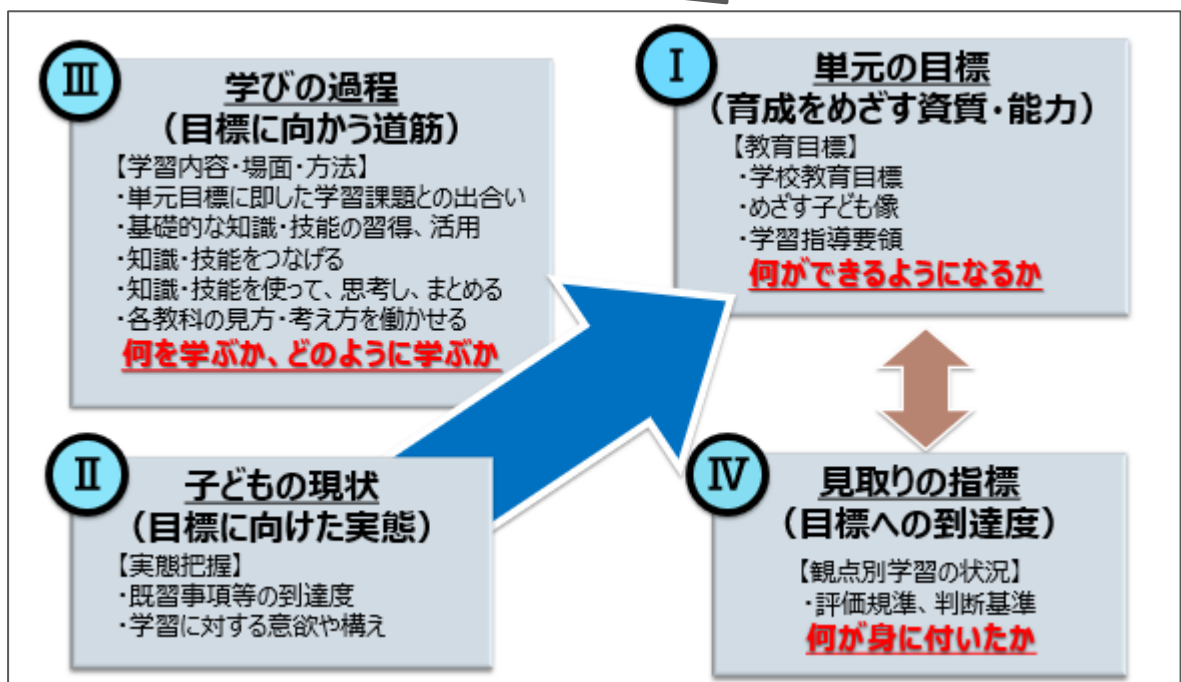 Ⅲ
学びの過程
(目標に向かう道筋)
【学習内容・場面・方法】
・単元目標に即した学習課題との出合い
・基礎的な知識・技能の習得、活用
・知識・技能をつなげる
・知識・技能を使って、思考し、まとめる
・各教科の見方・考え方を働かせる
何を学ぶか、どのように学ぶか
Ⅰ
単元の目標
(育成をめざす資質・能力)
【教育目標】
・学校教育目標
・めざす子ども像
・学習指導要領
何ができるようになるか
Ⅱ
子どもの現状
(目標に向けた実態)
【実態把握】
・既習事項等の到達度
・学習に対する意欲や構え
Ⅳ
見取りの指標
(目標への到達度)
【観点別学習の状況】
・評価規準、判断基準
何が身に付いたか